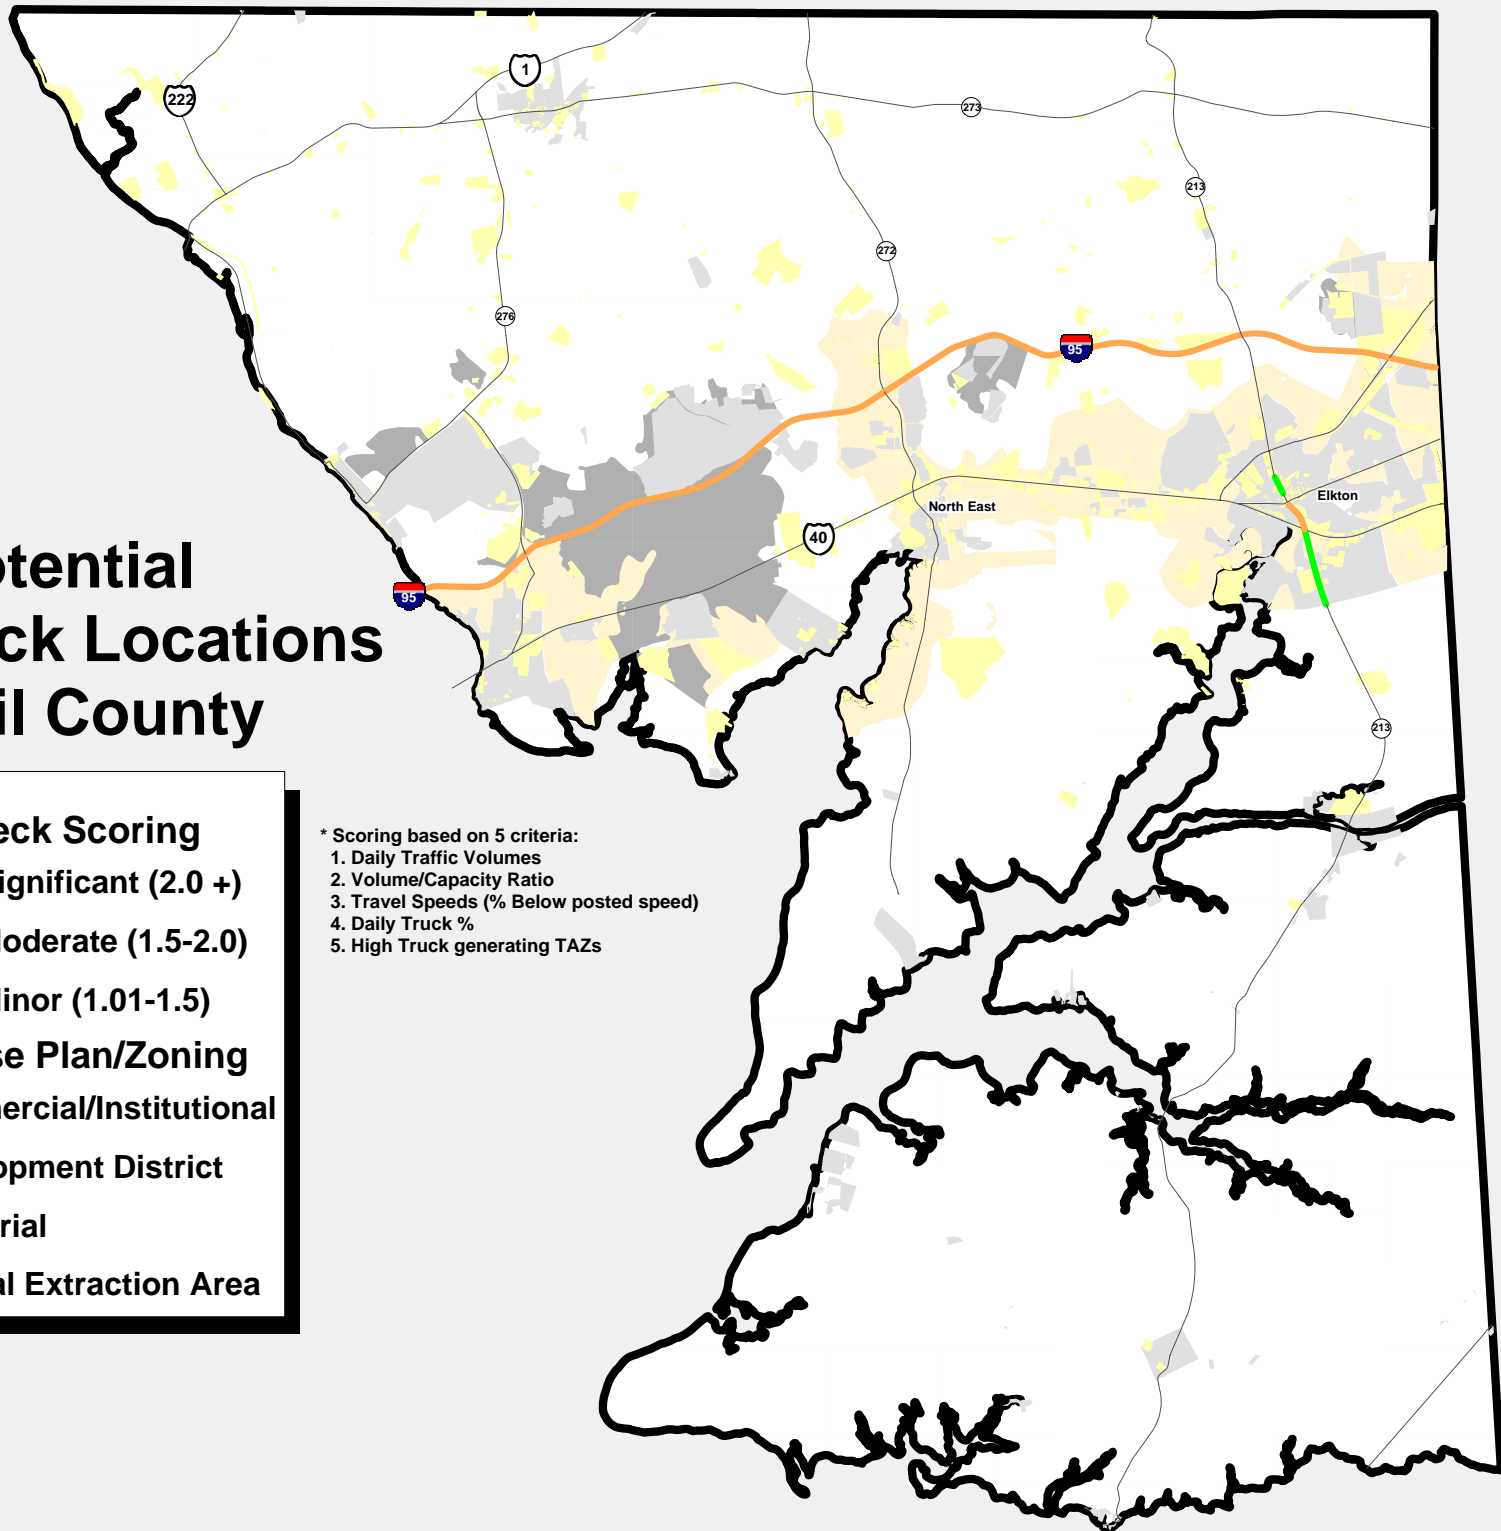 1
222
273
213
272
276
95
North East
Elkton
40
95
otential
ck Locations
il County
213
eck Scoring
ignificant (2.0 +)
oderate (1.5-2.0)
inor (1.01-1.5)
se Plan/Zoning
ercial/Institutional
opment District
rial
al Extraction Area
* Scoring based on 5 criteria:
1. Daily Traffic Volumes
2. Volume/Capacity Ratio
3. Travel Speeds (% Below posted speed)
4. Daily Truck %
5. High Truck generating TAZs